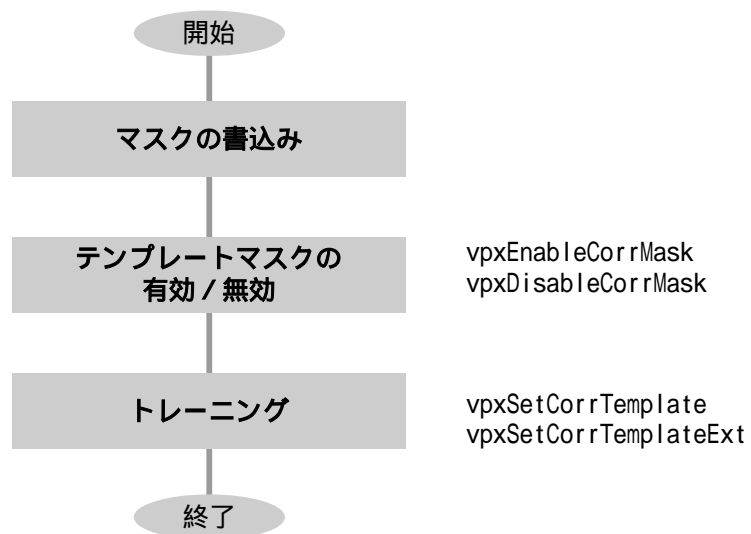 開始
マスクの書込み
テンプレートマスクの
有効 / 無効
vpxEnableCorrMask
vpxDisableCorrMask
トレーニング
vpxSetCorrTemplate
vpxSetCorrTemplateExt
終了